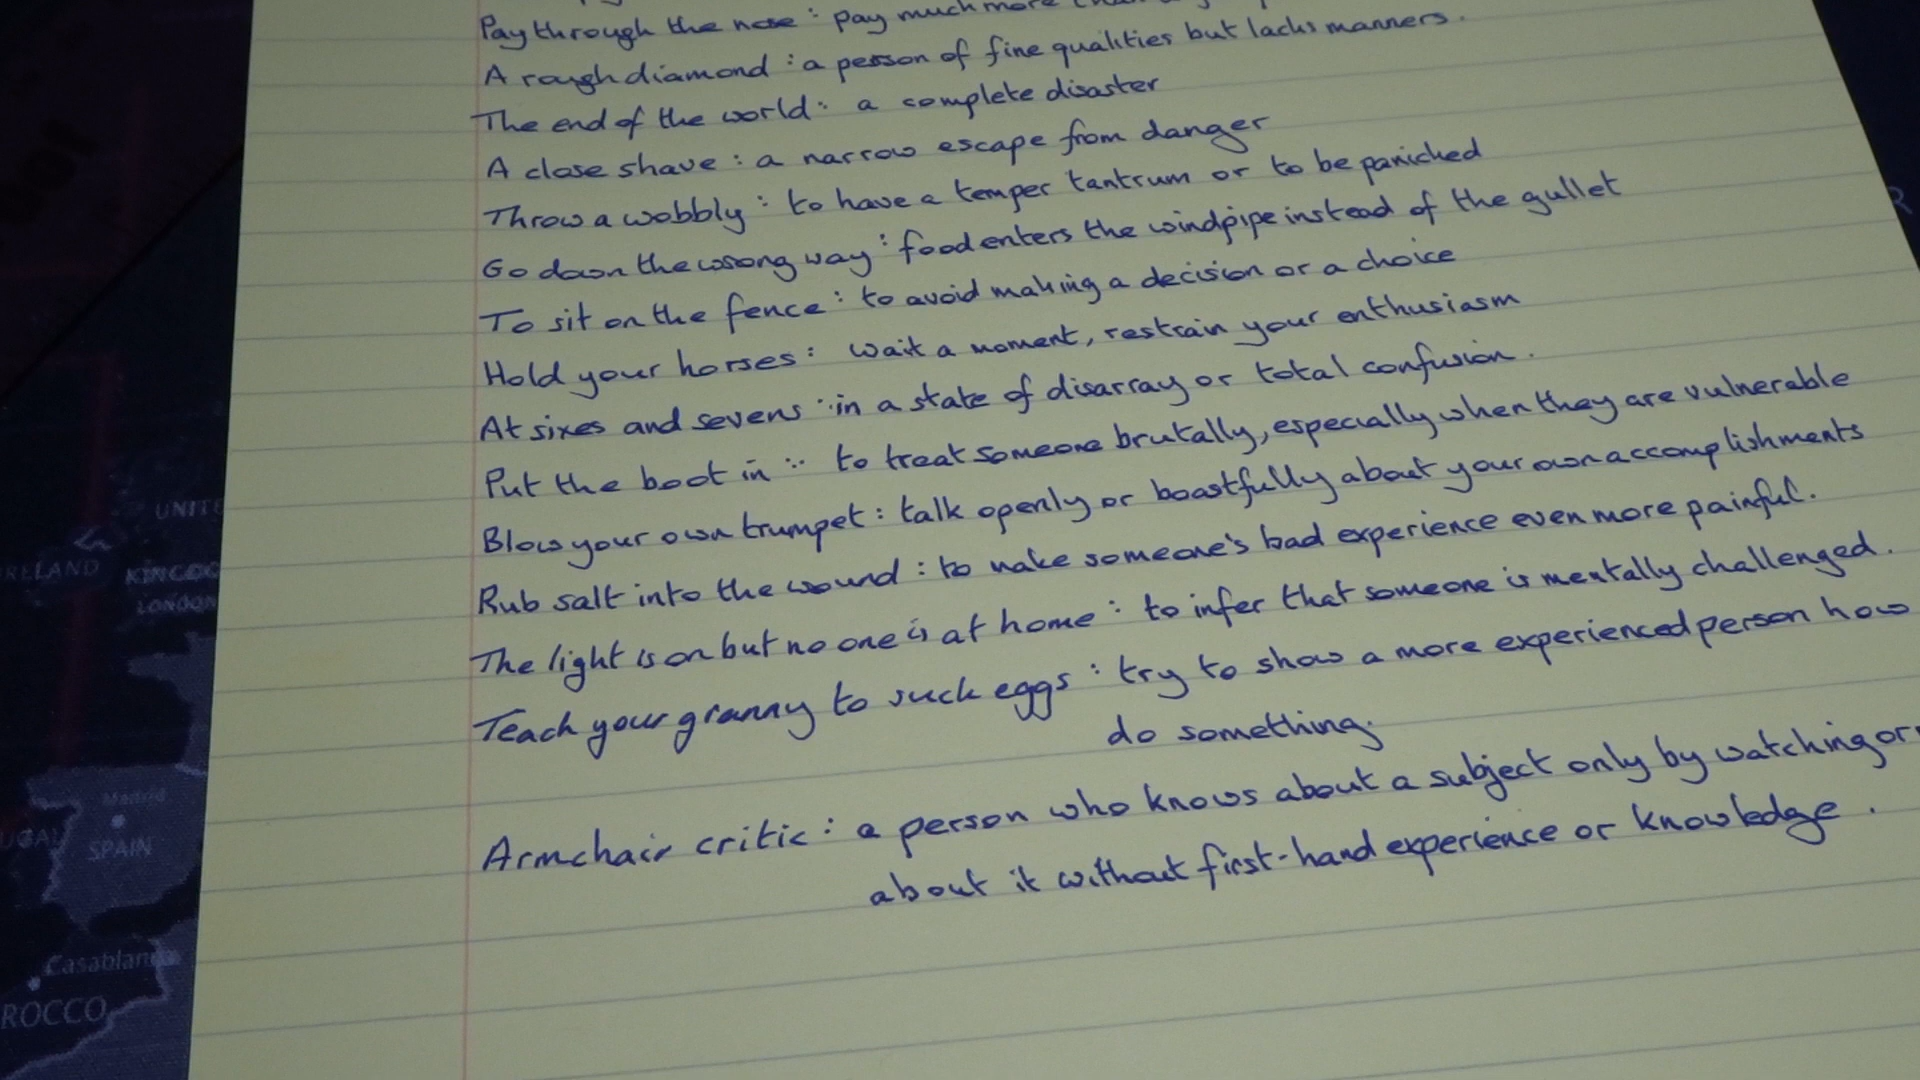 Pay through the nose : pay much more
A rough diamond : a person of fine qualities but lacks manners.
The end of the world : a complete disaster
A close shave : a narrow escape from danger
Throw a wobbly : to have a temper tantrum or to be panicked
Go down the wrong way : food enters the windpipe instead of the gullet
To sit on the fence : to avoid making a decision or a choice
Hold your horses : wait a moment, restrain your enthusiasm
At sixes and sevens : in a state of disarray or total confusion.
Put the boot in : to treat someone brutally, especially when they are vulnerable
Blow your own trumpet : talk openly or boastfully about your own accomplishments
Rub salt into the wound : to make someone's bad experience even more painful.
The light is on but no one is at home : to infer that someone is mentally challenged.
Teach your granny to suck eggs : try to show a more experienced person how
do something.
Armchair critic : a person who knows about a subject only by watching or
about it without first-hand experience or knowledge.
UNITE
KINGDO
RELAND
LONDON
Madrid
UGAL
SPAIN
Casablan
ROCCO
R